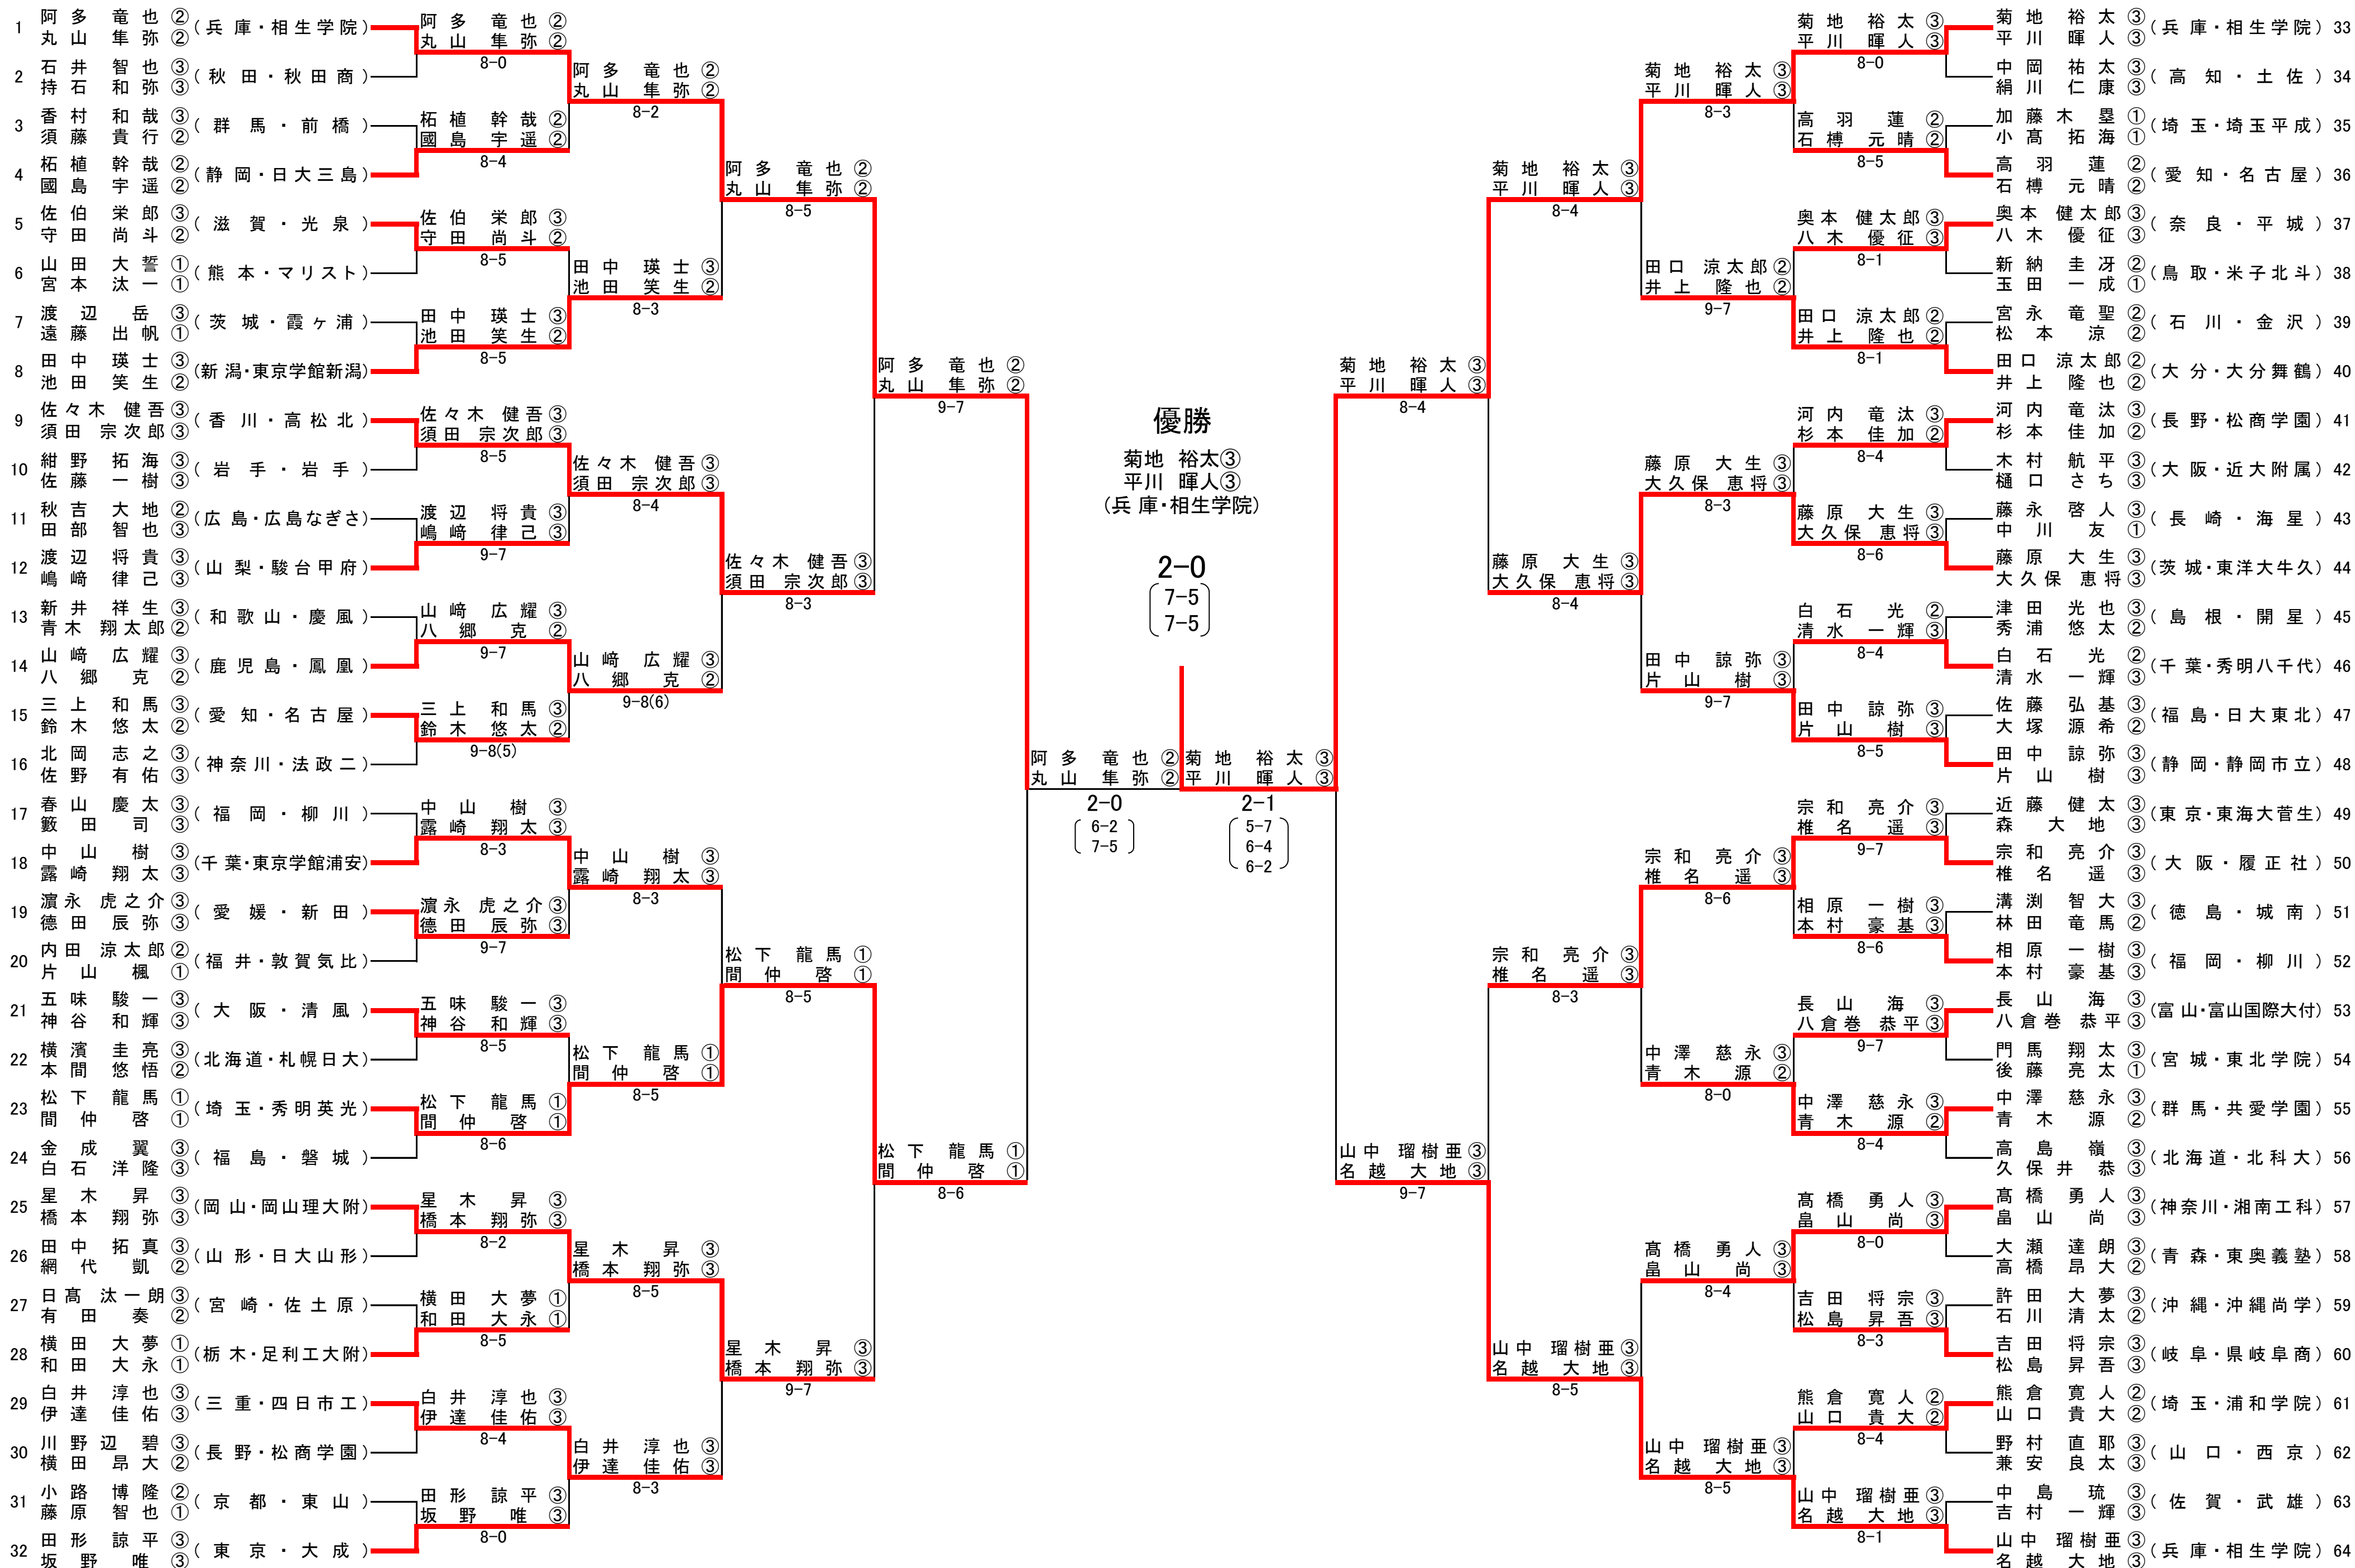 1 阿多 竜也② (兵庫・相生学院)
丸山 隼弥②
2 石井 智也③ (秋田・秋田商)
持石 和弥③
3 香村 和哉③ (群馬・前橋)
須藤 貴行②
4 柘植 幹哉② (静岡・日大三島)
國島 宇遥②
5 佐伯 栄郎③ (滋賀・光泉)
守田 尚斗②
6 山田 大誓① (熊本・マリスト)
宮本 汰一①
7 渡辺 岳③ (茨城・霞ヶ浦)
遠藤 出帆①
8 田中 瑛士③ (新潟・東京学館新潟)
池田 笑生②
9 佐々木 健吾③ (香川・高松北)
須田 宗次郎③
10 紺野 拓海③ (岩手・岩手)
佐藤 一樹③
11 秋吉 大地② (広島・広島なぎさ)
田部 智也③
12 渡辺 将貴③ (山梨・駿台甲府)
嶋﨑 律己③
13 新井 祥生③ (和歌山・慶風)
青木 翔太郎②
14 山﨑 広耀③ (鹿児島・鳳凰)
八郷 克②
15 三上 和馬③ (愛知・名古屋)
鈴木 悠太②
16 北岡 志之③ (神奈川・法政二)
佐野 有佑③
17 春山 慶太③ (福岡・柳川)
籔田 司③
18 中山 樹③ (千葉・東京学館浦安)
露崎 翔太③
19 濵永 虎之介③ (愛媛・新田)
德田 辰弥③
20 内田 涼太郎② (福井・敦賀気比)
片山 楓①
21 五味 駿一③ (大阪・清風)
神谷 和輝③
22 横濱 圭亮③ (北海道・札幌日大)
本間 悠悟②
23 松下 龍馬① (埼玉・秀明英光)
間仲 啓①
24 金成 翼③ (福島・磐城)
白石 洋隆③
25 星木 昇③ (岡山・岡山理大附)
橋本 翔弥③
26 田中 拓真③ (山形・日大山形)
網代 凱②
27 日髙 汰一朗③ (宮崎・佐土原)
有田 奏②
28 横田 大夢① (栃木・足利工大附)
和田 大永①
29 白井 淳也③ (三重・四日市工)
伊達 佳佑③
30 川野辺 碧③ (長野・松商学園)
横田 昂大②
31 小路 博隆② (京都・東山)
藤原 智也①
32 田形 諒平③ (東京・大成)
坂野 唯③
阿多 竜也②
丸山 隼弥②
8-0
柘植 幹哉②
國島 宇遥②
8-4
佐伯 栄郎③
守田 尚斗②
8-5
田中 瑛士③
池田 笑生②
8-5
佐々木 健吾③
須田 宗次郎③
8-5
渡辺 将貴③
嶋﨑 律己③
9-7
山﨑 広耀③
八郷 克②
9-7
三上 和馬③
鈴木 悠太②
9-8(5)
中山 樹③
露崎 翔太③
8-3
濵永 虎之介③
德田 辰弥③
9-7
五味 駿一③
神谷 和輝③
8-5
松下 龍馬①
間仲 啓①
8-6
星木 昇③
橋本 翔弥③
8-2
横田 大夢①
和田 大永①
8-5
白井 淳也③
伊達 佳佑③
8-4
田形 諒平③
坂野 唯③
8-0
阿多 竜也②
丸山 隼弥②
8-2
田中 瑛士③
池田 笑生②
8-3
佐々木 健吾③
須田 宗次郎③
8-4
山﨑 広耀③
八郷 克②
9-8(6)
中山 樹③
露崎 翔太③
8-3
松下 龍馬①
間仲 啓①
8-5
星木 昇③
橋本 翔弥③
8-5
白井 淳也③
伊達 佳佑③
8-3
阿多 竜也②
丸山 隼弥②
8-5
佐々木 健吾③
須田 宗次郎③
8-3
松下 龍馬①
間仲 啓①
8-5
星木 昇③
橋本 翔弥③
9-7
阿多 竜也②
丸山 隼弥②
9-7
松下 龍馬①
間仲 啓①
8-6
阿多 竜也②
丸山 隼弥②
2-0
6-2
7-5
優勝
菊地 裕太③
平川 暉人③
(兵庫・相生学院)
2-0
7-5
7-5
菊地 裕太③
平川 暉人③
2-1
5-7
6-4
6-2
菊地 裕太③
平川 暉人③
8-4
山中 瑠樹亜③
名越 大地③
9-7
菊地 裕太③
平川 暉人③
8-4
藤原 大生③
大久保 恵将③
8-4
宗和 亮介③
椎名 遥③
8-3
山中 瑠樹亜③
名越 大地③
8-5
菊地 裕太③
平川 暉人③
8-3
田口 涼太郎②
井上 隆也②
9-7
藤原 大生③
大久保 恵将③
8-3
田中 諒弥③
片山 樹③
9-7
宗和 亮介③
椎名 遥③
8-6
中澤 慈永③
青木 源②
8-0
髙橋 勇人③
畠山 尚③
8-4
山中 瑠樹亜③
名越 大地③
8-5
菊地 裕太③
平川 暉人③
8-0
高羽 蓮②
石榑 元晴②
8-5
奥本 健太郎③
八木 優征③
8-1
田口 涼太郎②
井上 隆也②
8-1
河内 竜汰③
杉本 佳加②
8-4
藤原 大生③
大久保 恵将③
8-6
白石 光②
清水 一輝③
8-4
田中 諒弥③
片山 樹③
8-5
宗和 亮介③
椎名 遥③
9-7
相原 一樹③
本村 豪基③
8-6
長山 海③
八倉巻 恭平③
9-7
中澤 慈永③
青木 源②
8-4
髙橋 勇人③
畠山 尚③
8-0
吉田 将宗③
松島 昇吾③
8-3
熊倉 寛人②
山口 貴大②
8-4
山中 瑠樹亜③
名越 大地③
8-1
菊地 裕太③ (兵庫・相生学院) 33
平川 暉人③
中岡 祐太③ (高知・土佐) 34
絹川 仁康③
加藤木 塁① (埼玉・埼玉平成) 35
小髙 拓海①
高羽 蓮② (愛知・名古屋) 36
石榑 元晴②
奥本 健太郎③ (奈良・平城) 37
八木 優征③
新納 圭冴② (鳥取・米子北斗) 38
玉田 一成①
宮永 竜聖② (石川・金沢) 39
松本 涼②
田口 涼太郎② (大分・大分舞鶴) 40
井上 隆也②
河内 竜汰③ (長野・松商学園) 41
杉本 佳加②
木村 航平③ (大阪・近大附属) 42
樋口 さち③
藤永 啓人③ (長崎・海星) 43
中川 友①
藤原 大生③ (茨城・東洋大牛久) 44
大久保 恵将③
津田 光也③ (島根・開星) 45
秀浦 悠太②
白石 光② (千葉・秀明八千代) 46
清水 一輝③
佐藤 弘基③ (福島・日大東北) 47
大塚 源希②
田中 諒弥③ (静岡・静岡市立) 48
片山 樹③
近藤 健太③ (東京・東海大菅生) 49
森 大地③
宗和 亮介③ (大阪・履正社) 50
椎名 遥③
溝渕 智大③ (徳島・城南) 51
林田 竜馬②
相原 一樹③ (福岡・柳川) 52
本村 豪基③
長山 海③ (富山・富山国際大付) 53
八倉巻 恭平③
門馬 翔太③ (宮城・東北学院) 54
後藤 亮太①
中澤 慈永③ (群馬・共愛学園) 55
青木 源②
高島 嶺③ (北海道・北科大) 56
久保井 恭③
髙橋 勇人③ (神奈川・湘南工科) 57
畠山 尚③
大瀬 達朗③ (青森・東奥義塾) 58
高橋 昂大②
許田 大夢③ (沖縄・沖縄尚学) 59
石川 清太②
吉田 将宗③ (岐阜・県岐阜商) 60
松島 昇吾③
熊倉 寛人② (埼玉・浦和学院) 61
山口 貴大②
野村 直耶③ (山口・西京) 62
兼安 良太③
中島 琉③ (佐賀・武雄) 63
吉村 一輝③
山中 瑠樹亜③ (兵庫・相生学院) 64
名越 大地③